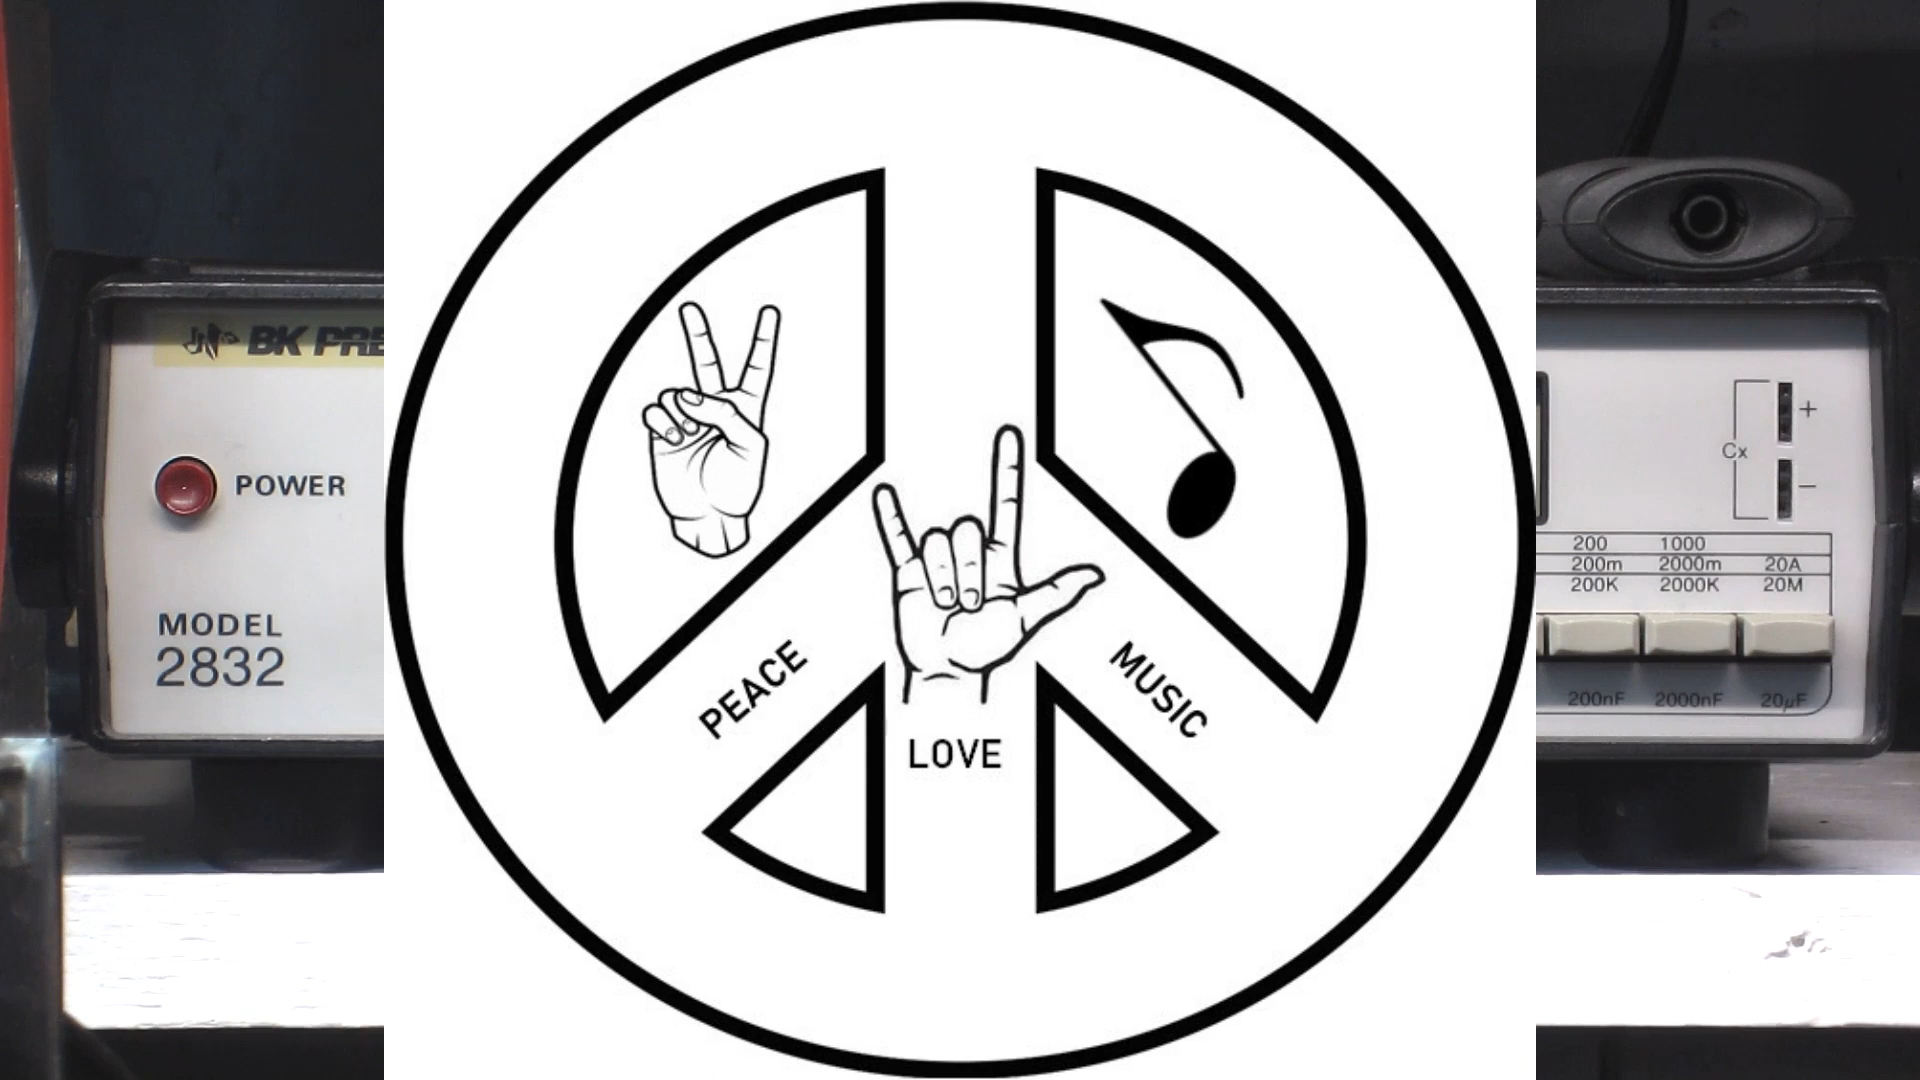 BK PRE
POWER
MODEL
2832
PEACE
LOVE
MUSIC
+
Cx
-
200 1000
200m 2000m 20A
200K 2000K 20M
200nF 2000nF 20µF